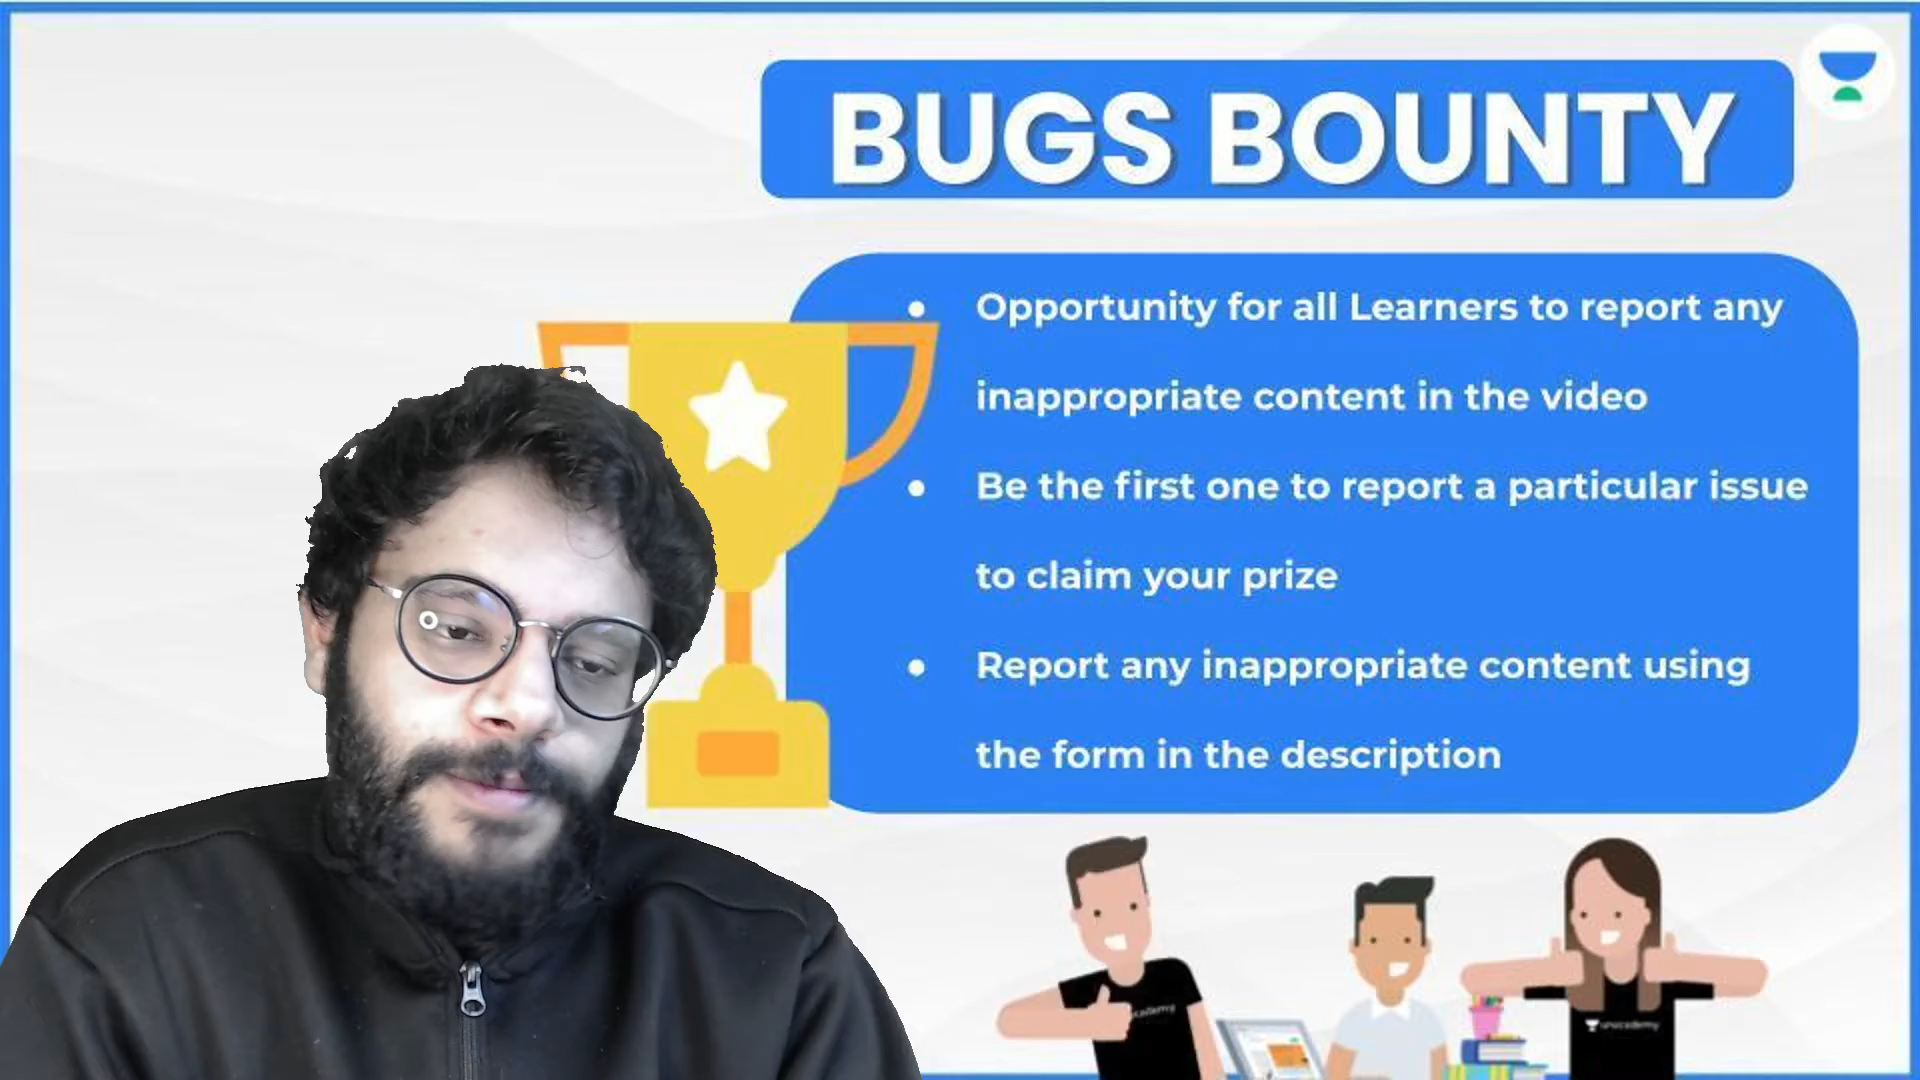 BUGS BOUNTY
• Opportunity for all Learners to report any
inappropriate content in the video
• Be the first one to report a particular issue
to claim your prize
• Report any inappropriate content using
the form in the description
unacademy